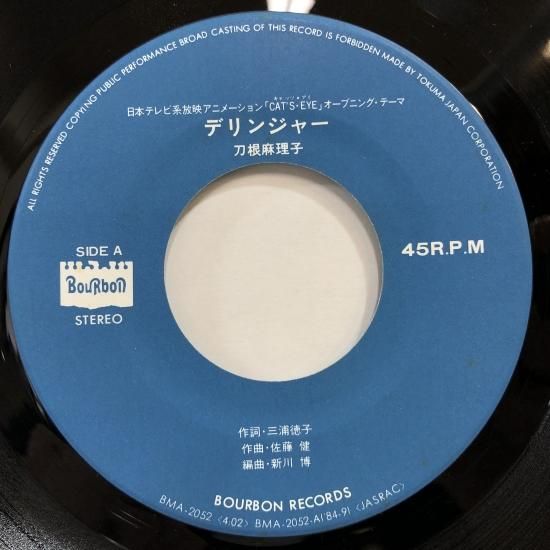 ALL RIGHTS RESERVED COPYING PUBLIC PERFORMANCE BROAD CASTING OF THIS RECORD IS FORBIDDEN MADE BY TOKUMA JAPAN CORPORATION
キャッツ♥アイ
日本テレビ系放映アニメーション「CAT'S・EYE」オープニング・テーマ
デリンジャー
刀根麻理子
SIDE A
45R.P.M
BOURBON
STEREO
作詞・三浦徳子
作曲・佐藤 健
編曲・新川 博
BOURBON RECORDS
BMA-2052 <4.02> BMA-2052-AI 84-91 <JASRAC>